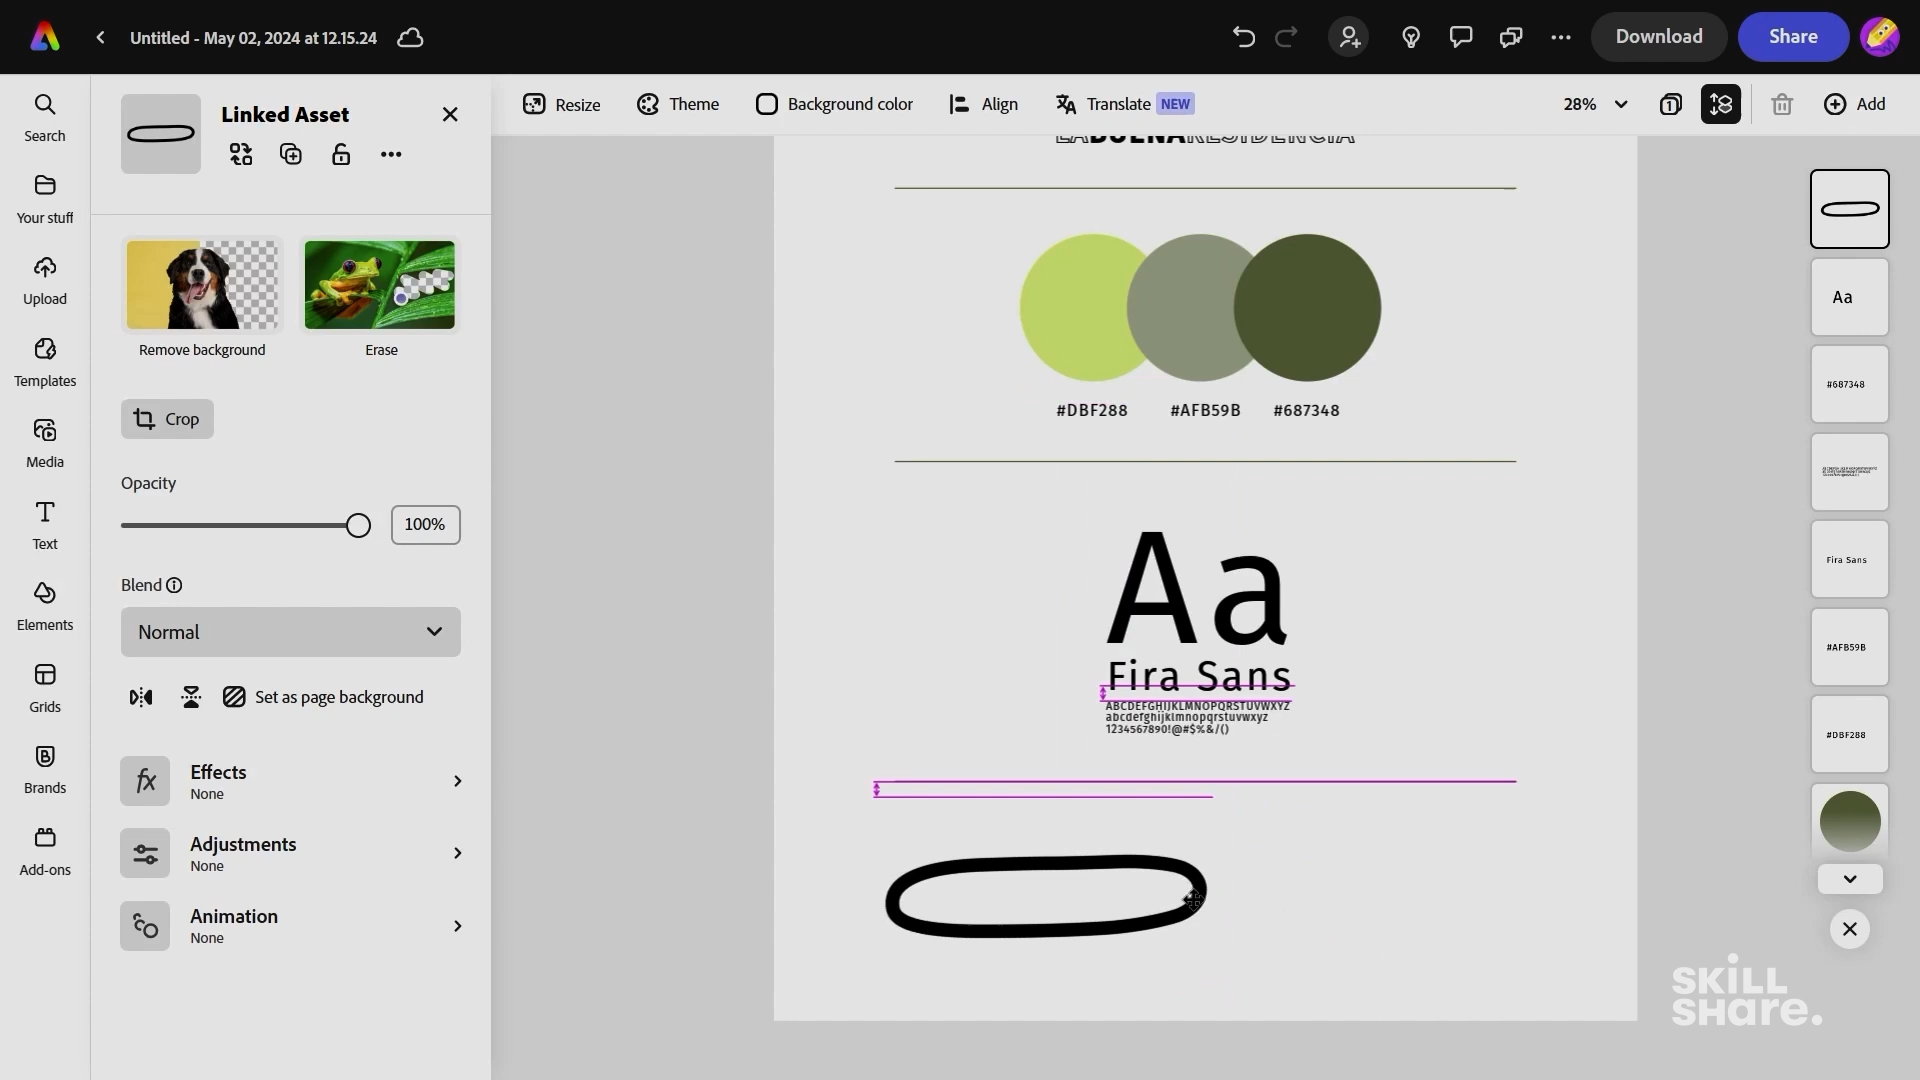 Untitled - May 02, 2024 at 12.15.24
Download
Share
Search
Your stuff
Upload
Templates
Media
Text
Elements
Grids
Brands
Add-ons
Linked Asset
Remove background
Erase
Crop
Opacity
100%
Blend
Normal
Set as page background
fx
Effects
None
Adjustments
None
Animation
None
Resize
Theme
Background color
Align
Translate NEW
28%
1
Add
LABUENARESIDENCIA
#DBF288 #AFB59B #687348
Aa
Fira Sans
ABCDEFGHIJKLMNOPQRSTUVWXYZ
abcdefghijklmnopqrstuvwxyz
1234567890!@#$%&/()
Aa
#687348
Fira Sans
#AFB59B
#DBF288
SKILL
SHARE.